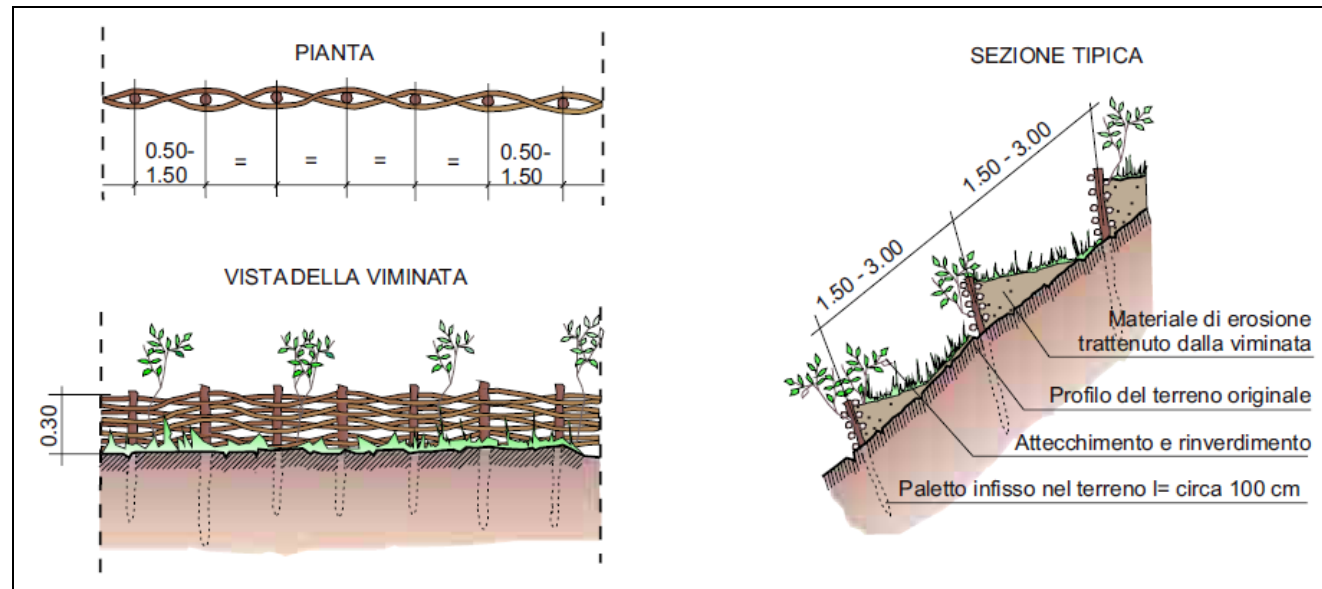 PIANTA
0.50-
1.50
=
=
=
=
0.50-
1.50
VISTA DELLA VIMINATA
0.30
SEZIONE TIPICA
1.50 - 3.00
1.50 - 3.00
Materiale di erosione
trattenuto dalla viminata
Profilo del terreno originale
Attecchimento e rinverdimento
Paletto infisso nel terreno l= circa 100 cm